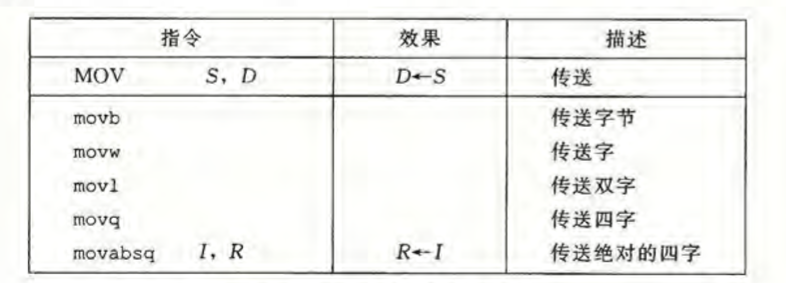 指令 效果 描述
MOV S, D D←S 传送
movb 传送字节
movw 传送字
movl 传送双字
movq 传送四字
movabsq I, R R←I 传送绝对的四字